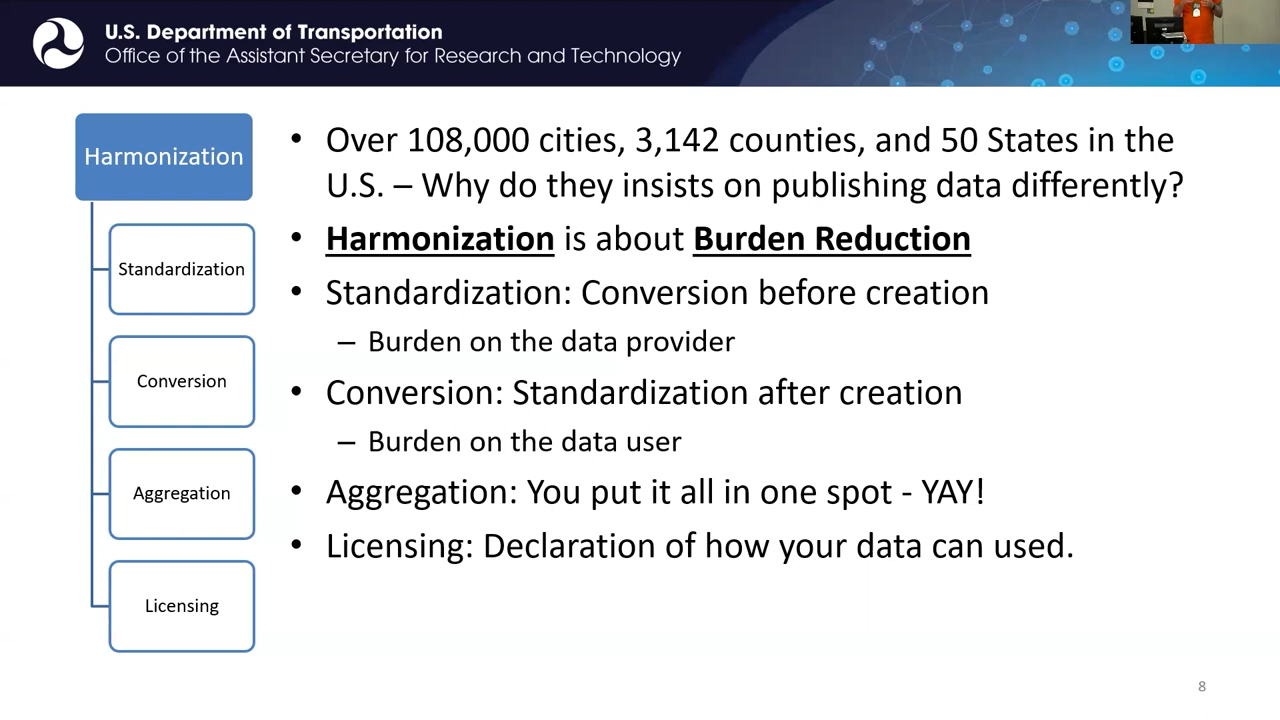 U.S. Department of Transportation
Office of the Assistant Secretary for Research and Technology
Harmonization
Standardization
Conversion
Aggregation
Licensing
• Over 108,000 cities, 3,142 counties, and 50 States in the
U.S. – Why do they insists on publishing data differently?
• Harmonization is about Burden Reduction
• Standardization: Conversion before creation
– Burden on the data provider
• Conversion: Standardization after creation
– Burden on the data user
• Aggregation: You put it all in one spot - YAY!
• Licensing: Declaration of how your data can used.
8